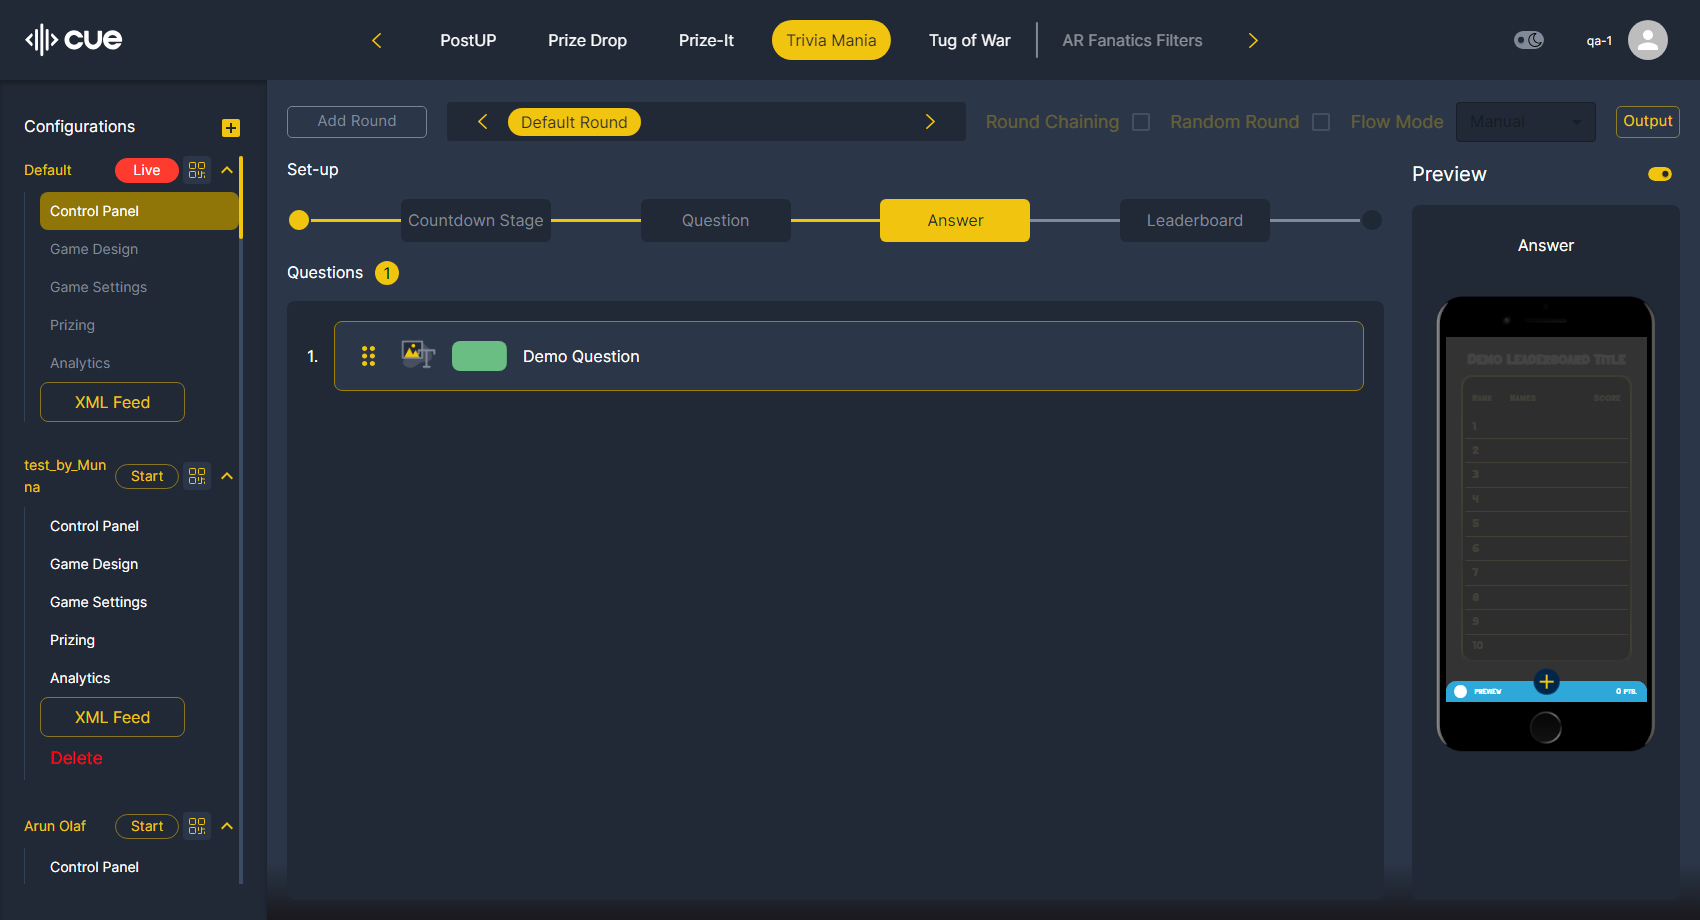 cue
PostUP
Prize Drop
Prize-It
Trivia Mania
Tug of War
AR Fanatics Filters
qa-1
Configurations
Default
Live
Control Panel
Game Design
Game Settings
Prizing
Analytics
XML Feed
test_by_Mun
na
Start
Control Panel
Game Design
Game Settings
Prizing
Analytics
XML Feed
Delete
Arun Olaf
Start
Control Panel
Add Round
Default Round
Round Chaining
Random Round
Flow Mode
Manual
Output
Set-up
Countdown Stage
Question
Answer
Leaderboard
Questions 1
1. T Demo Question
Preview
Answer
Demo Leaderboard Title
RANK NAMES SCORE
1
2
3
4
5
6
7
8
9
10
PREVIEW 0 PTS.